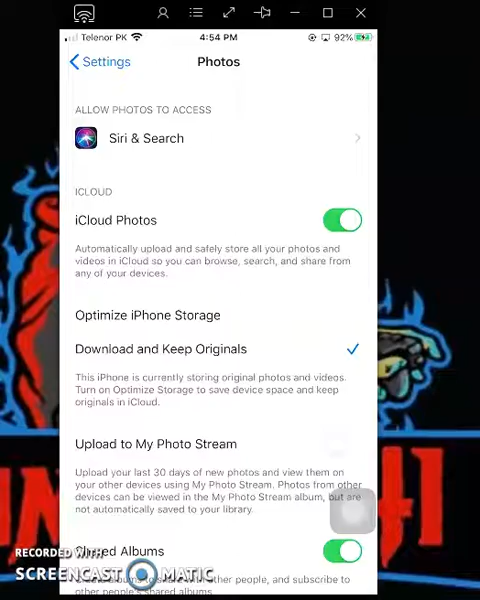 Telenor PK
4:54 PM
92%
Settings
Photos
ALLOW PHOTOS TO ACCESS
Siri & Search
ICLOUD
iCloud Photos
Automatically upload and safely store all your photos and
videos in iCloud so you can browse, search, and share from
any of your devices.
Optimize iPhone Storage
Download and Keep Originals
This iPhone is currently storing original photos and videos.
Turn on Optimize Storage to save device space and keep
originals in iCloud.
Upload to My Photo Stream
Upload your last 30 days of new photos and view them on
your other devices using My Photo Stream. Photos from other
devices can be viewed in the My Photo Stream album, but are
not automatically saved to your library.
RECORDED WITH
Albums
SCREENCAST MATIC
albums to share with other people, and subscribe to
other people's shared albums.